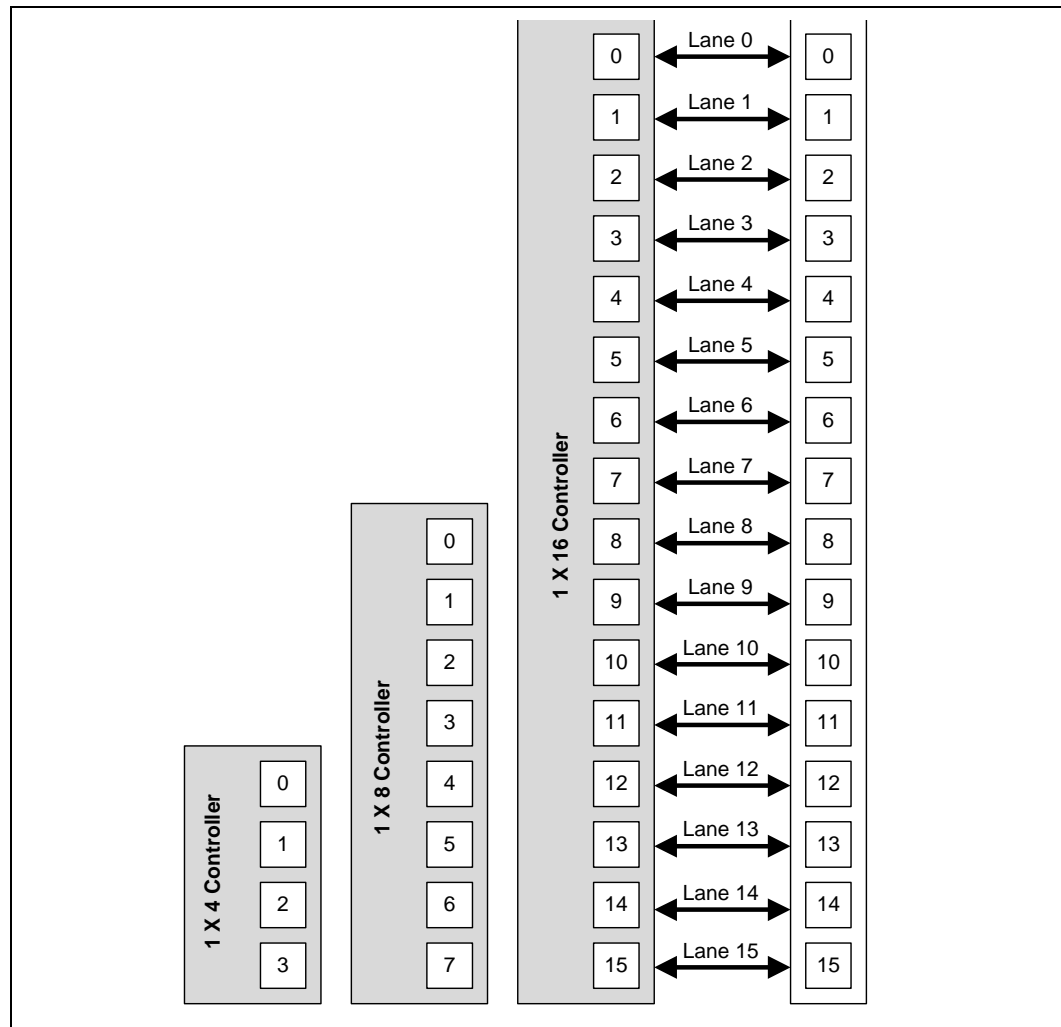 0 Lane 0 0
1 Lane 1 1
2 Lane 2 2
3 Lane 3 3
4 Lane 4 4
5 Lane 5 5
6 Lane 6 6
7 Lane 7 7
0 8 Lane 8 8
1 9 Lane 9 9
2 10 Lane 10 10
3 11 Lane 11 11
0 4 12 Lane 12 12
1 5 13 Lane 13 13
2 6 14 Lane 14 14
3 7 15 Lane 15 15
1 X 4 Controller
1 X 8 Controller
1 X 16 Controller